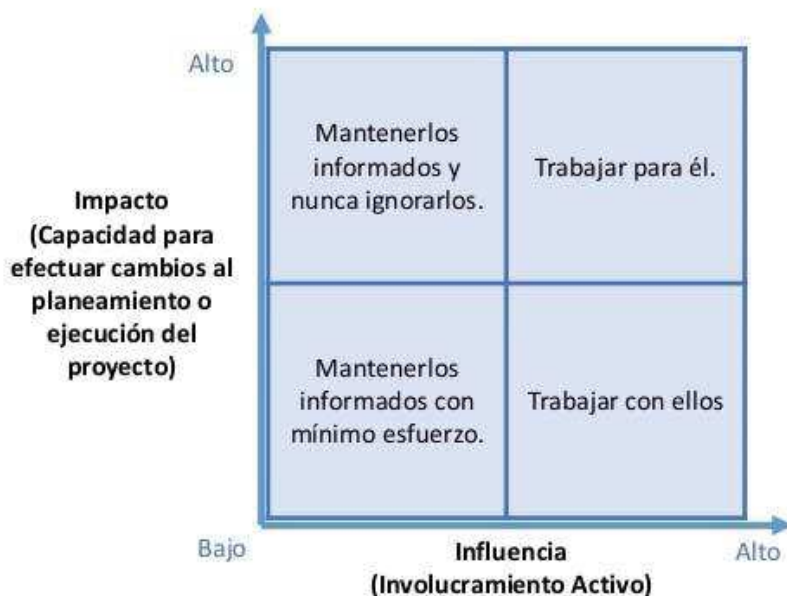 Alto
Mantenerlos
informados y
nunca ignorarlos.
Trabajar para él.
Impacto
(Capacidad para
efectuar cambios al
planeamiento o
ejecución del
proyecto)
Mantenerlos
informados con
mínimo esfuerzo.
Trabajar con ellos
Bajo
Influencia
(Involucramiento Activo)
Alto